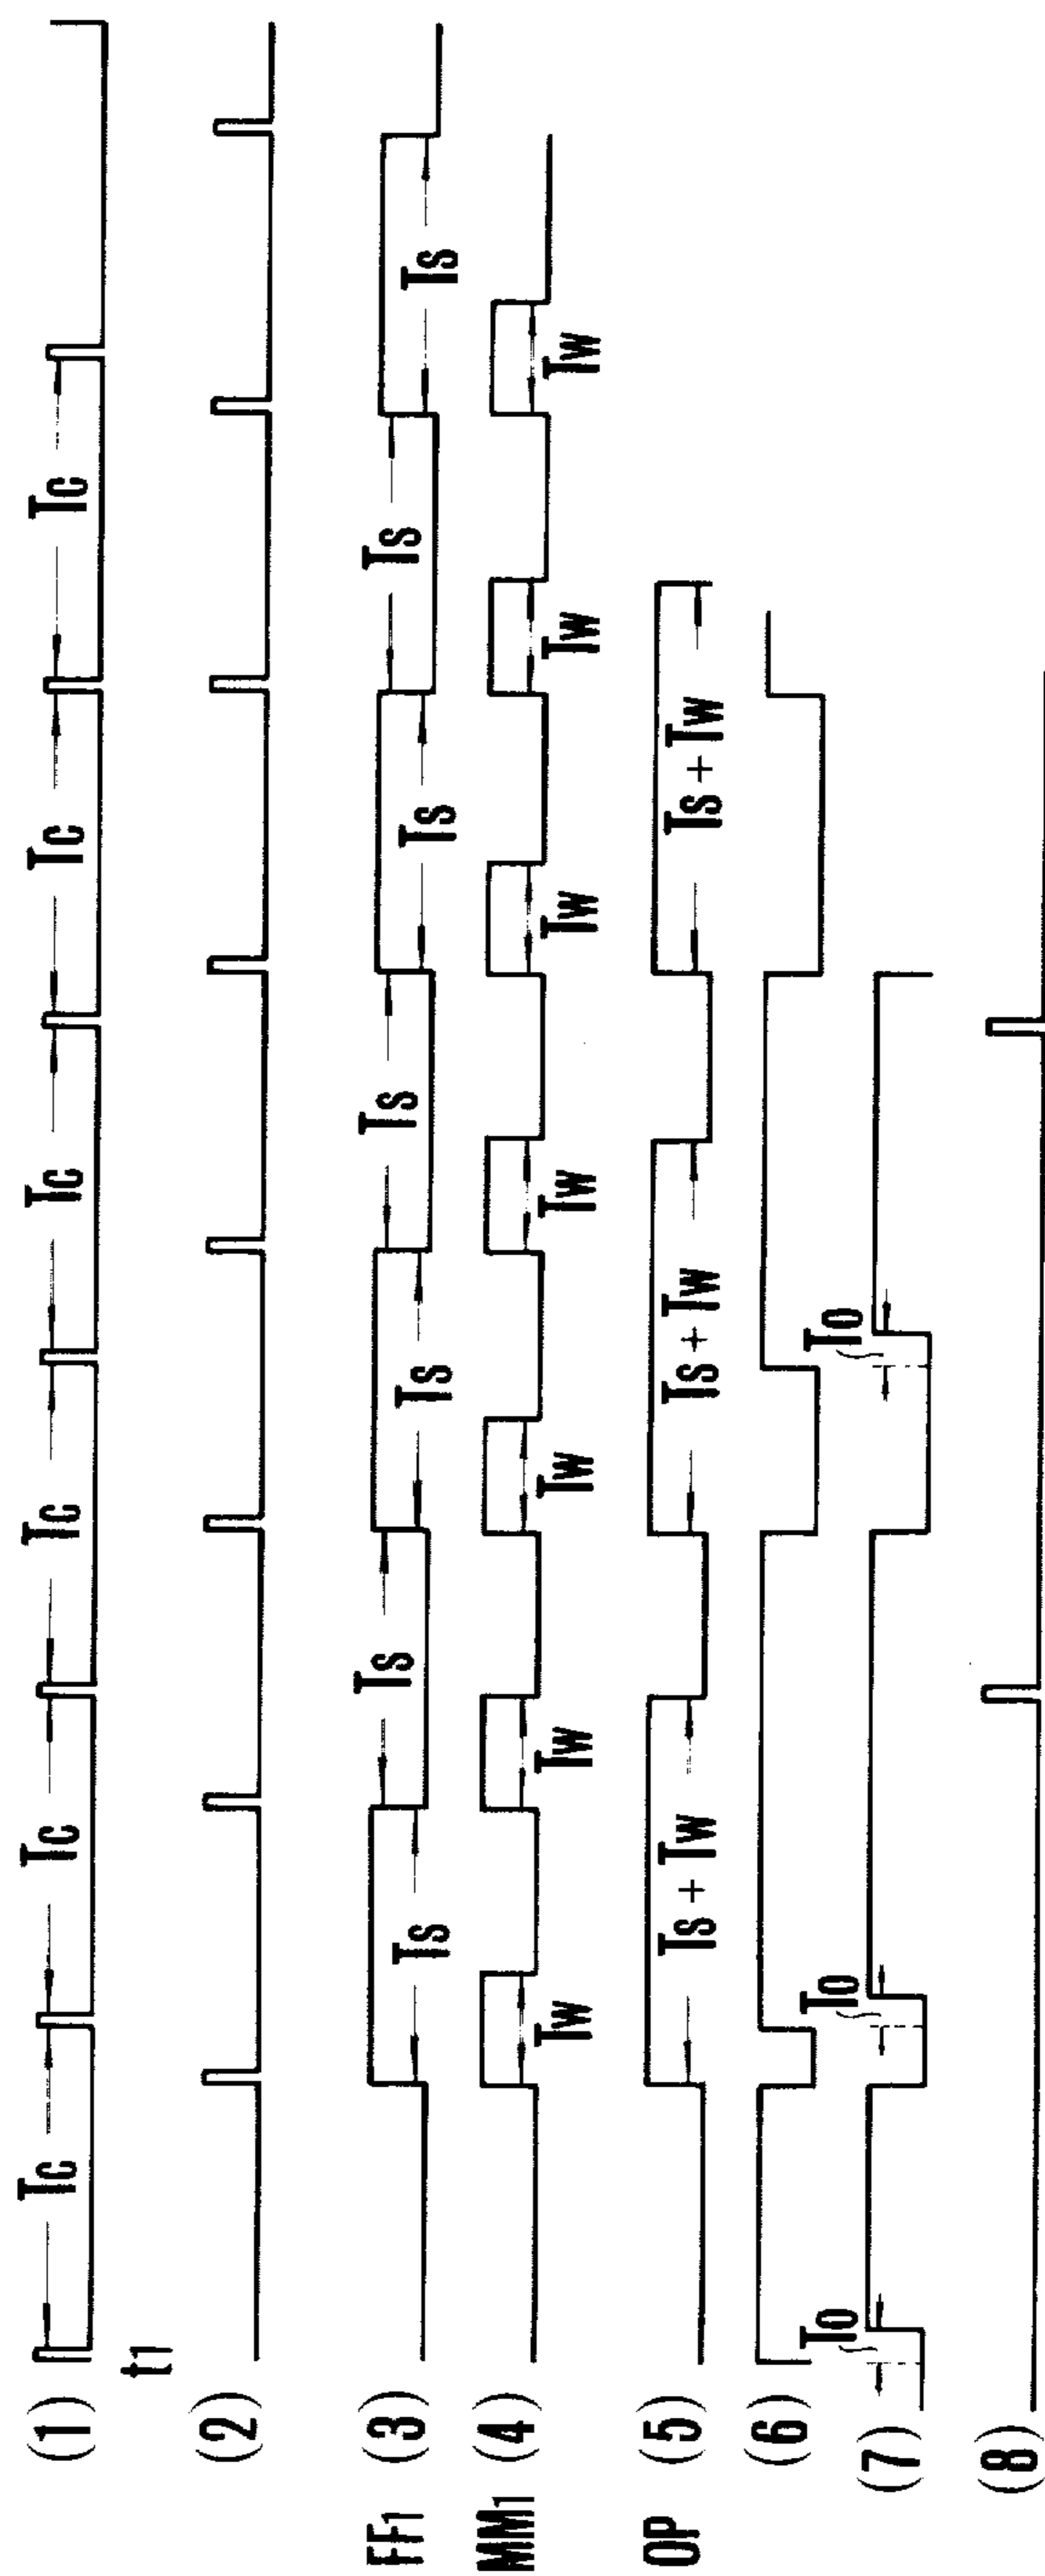 (1) Tc Tc Tc Tc Tc Tc
t1
(2)
FF1 (3) Ts Ts Ts Ts Ts Ts Ts
MM1 (4) Tw Tw Tw Tw Tw Tw Tw
OP (5) Ts + Tw Ts + Tw Ts + Tw
(6)
(7) To To To
(8)